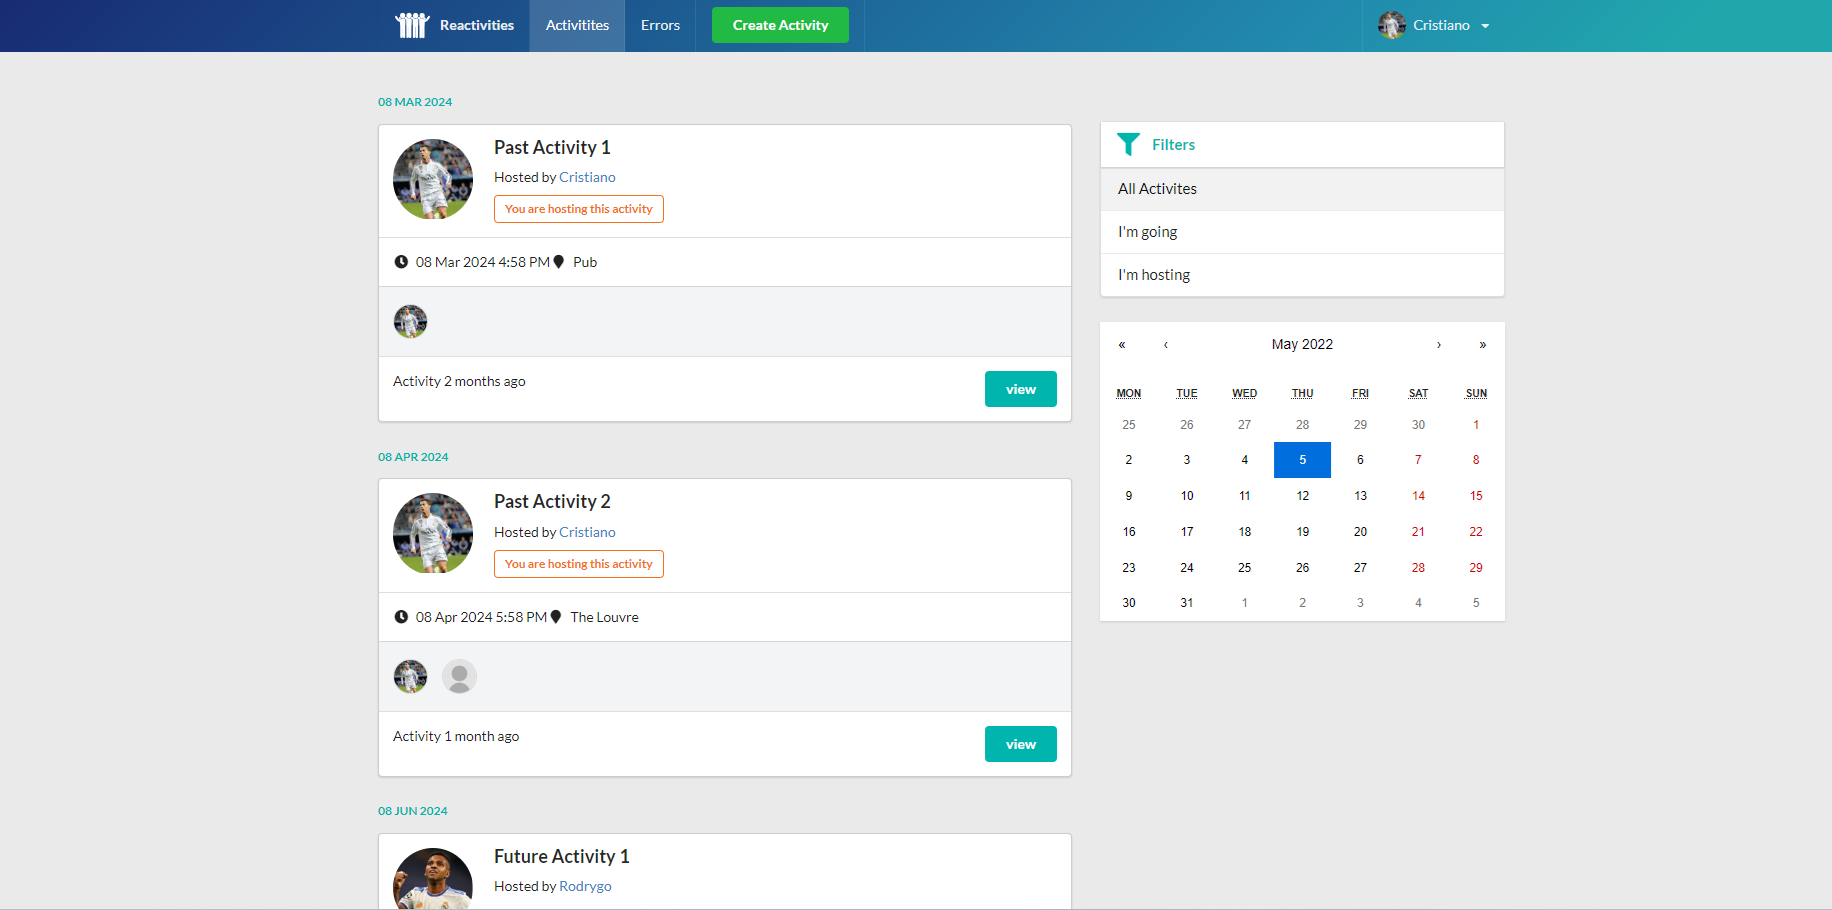 Reactivities
Activitites
Errors
Create Activity
Cristiano
08 MAR 2024
Past Activity 1
Hosted by Cristiano
You are hosting this activity
08 Mar 2024 4:58 PM Pub
Activity 2 months ago
view
08 APR 2024
Past Activity 2
Hosted by Cristiano
You are hosting this activity
08 Apr 2024 5:58 PM The Louvre
Activity 1 month ago
view
08 JUN 2024
Future Activity 1
Hosted by Rodrygo
Filters
All Activites
I'm going
I'm hosting
« ‹ May 2022 › »
MON TUE WED THU FRI SAT SUN
25 26 27 28 29 30 1
2 3 4 5 6 7 8
9 10 11 12 13 14 15
16 17 18 19 20 21 22
23 24 25 26 27 28 29
30 31 1 2 3 4 5